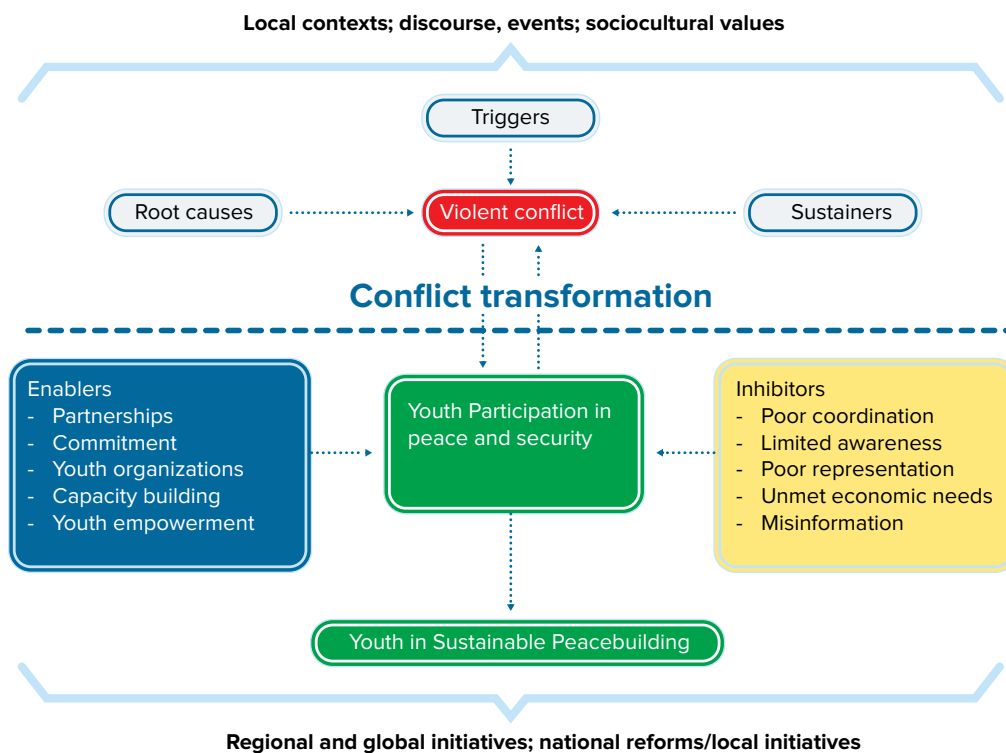 Local contexts; discourse, events; sociocultural values
Triggers
Root causes
Violent conflict
Sustainers
Conflict transformation
Enablers
- Partnerships
- Commitment
- Youth organizations
- Capacity building
- Youth empowerment
Youth Participation in
peace and security
Inhibitors
- Poor coordination
- Limited awareness
- Poor representation
- Unmet economic needs
- Misinformation
Youth in Sustainable Peacebuilding
Regional and global initiatives; national reforms/local initiatives